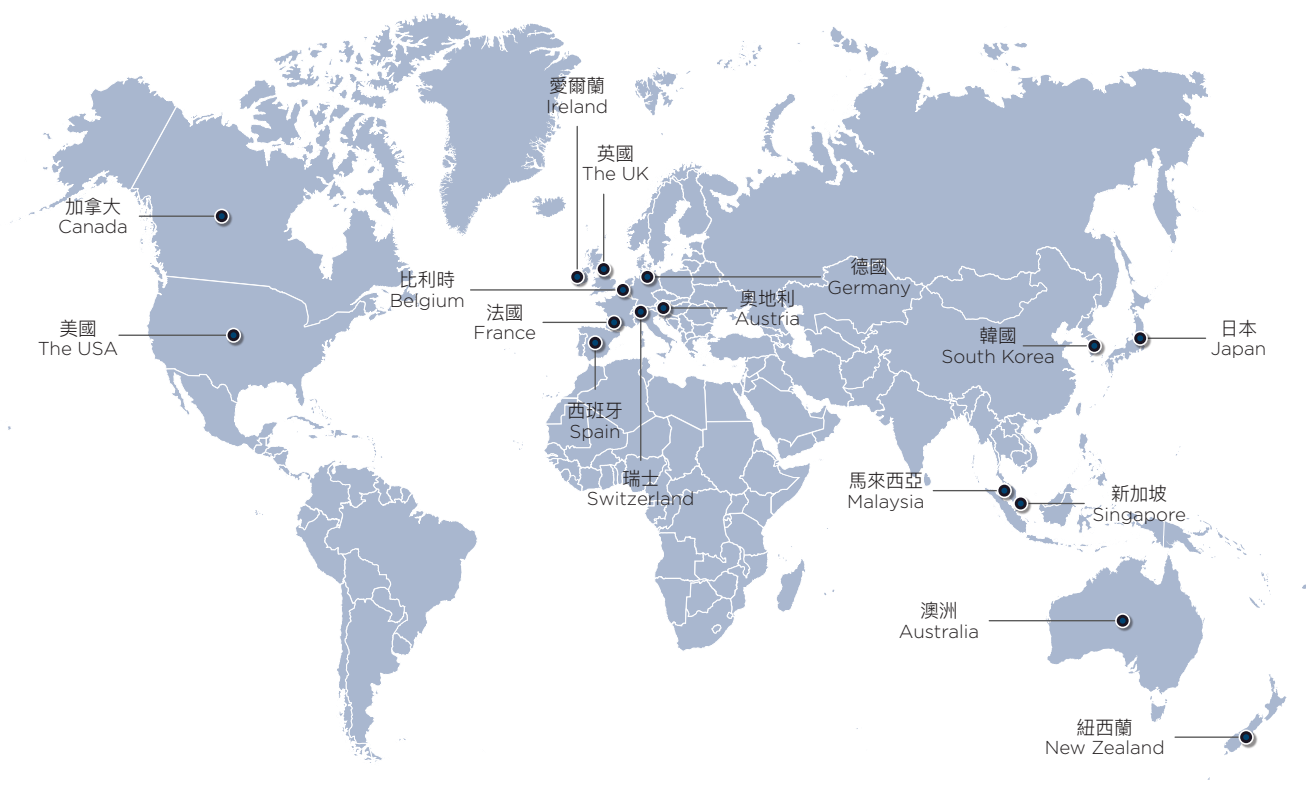 愛爾蘭
Ireland
英國
The UK
加拿大
Canada
比利時
Belgium
德國
Germany
奧地利
Austria
法國
France
美國
The USA
韓國
South Korea
日本
Japan
西班牙
Spain
瑞士
Switzerland
馬來西亞
Malaysia
新加坡
Singapore
澳洲
Australia
紐西蘭
New Zealand